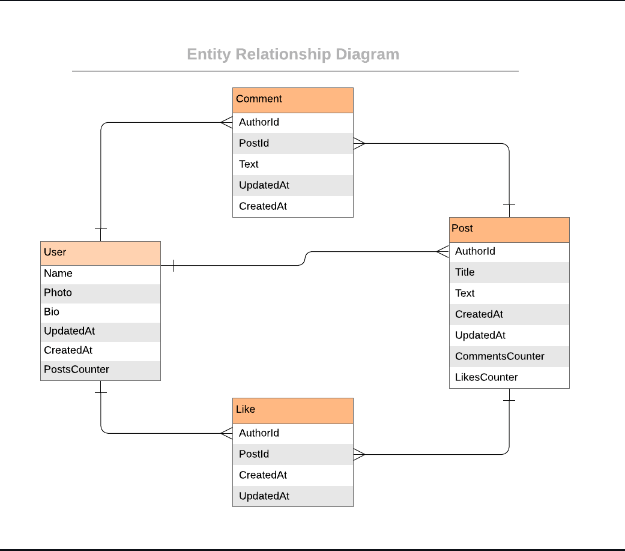 Entity Relationship Diagram
Comment
AuthorId
PostId
Text
UpdatedAt
CreatedAt
User
Name
Photo
Bio
UpdatedAt
CreatedAt
PostsCounter
Post
AuthorId
Title
Text
CreatedAt
UpdatedAt
CommentsCounter
LikesCounter
Like
AuthorId
PostId
CreatedAt
UpdatedAt